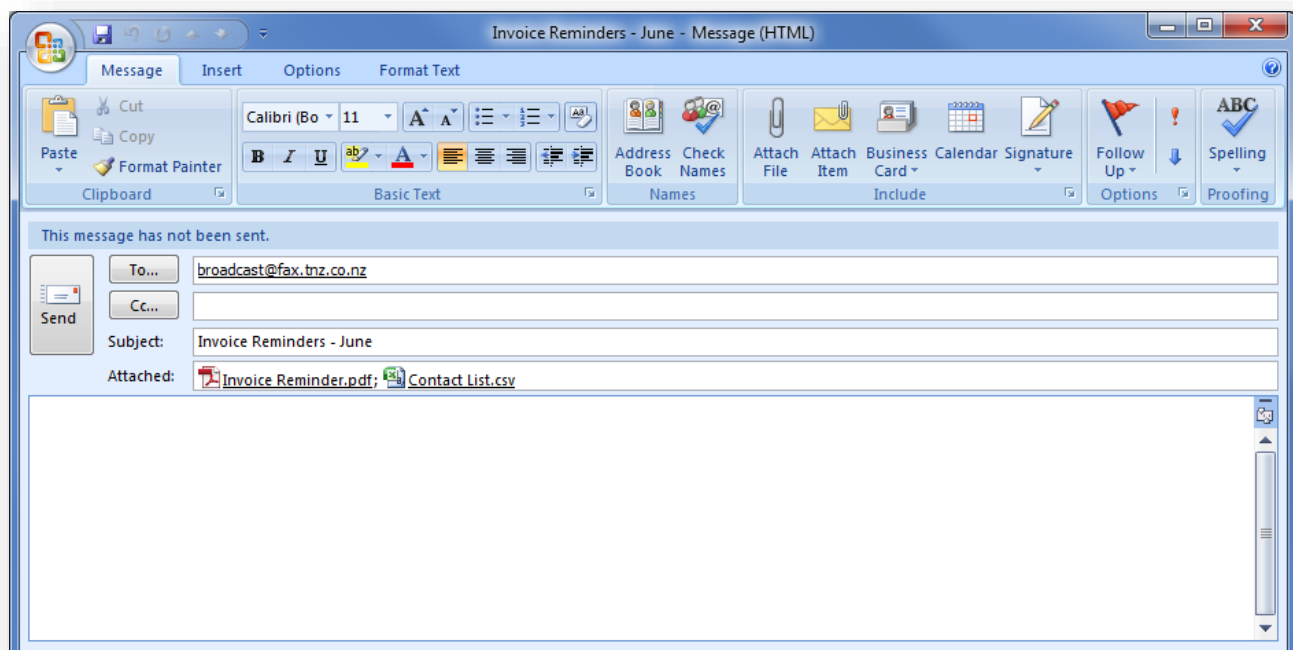 Invoice Reminders - June - Message (HTML)
Message Insert Options Format Text
Cut
Copy
Paste
Format Painter
Clipboard
Calibri (Bo 11 A A
B I U ab A
Basic Text
Address Book
Check Names
Names
Attach File
Attach Item
Business Card
Calendar
Signature
Include
Follow Up
Options
ABC
Spelling
Proofing
This message has not been sent.
Send
To... broadcast@fax.tnz.co.nz
Cc...
Subject: Invoice Reminders - June
Attached: Invoice Reminder.pdf; Contact List.csv